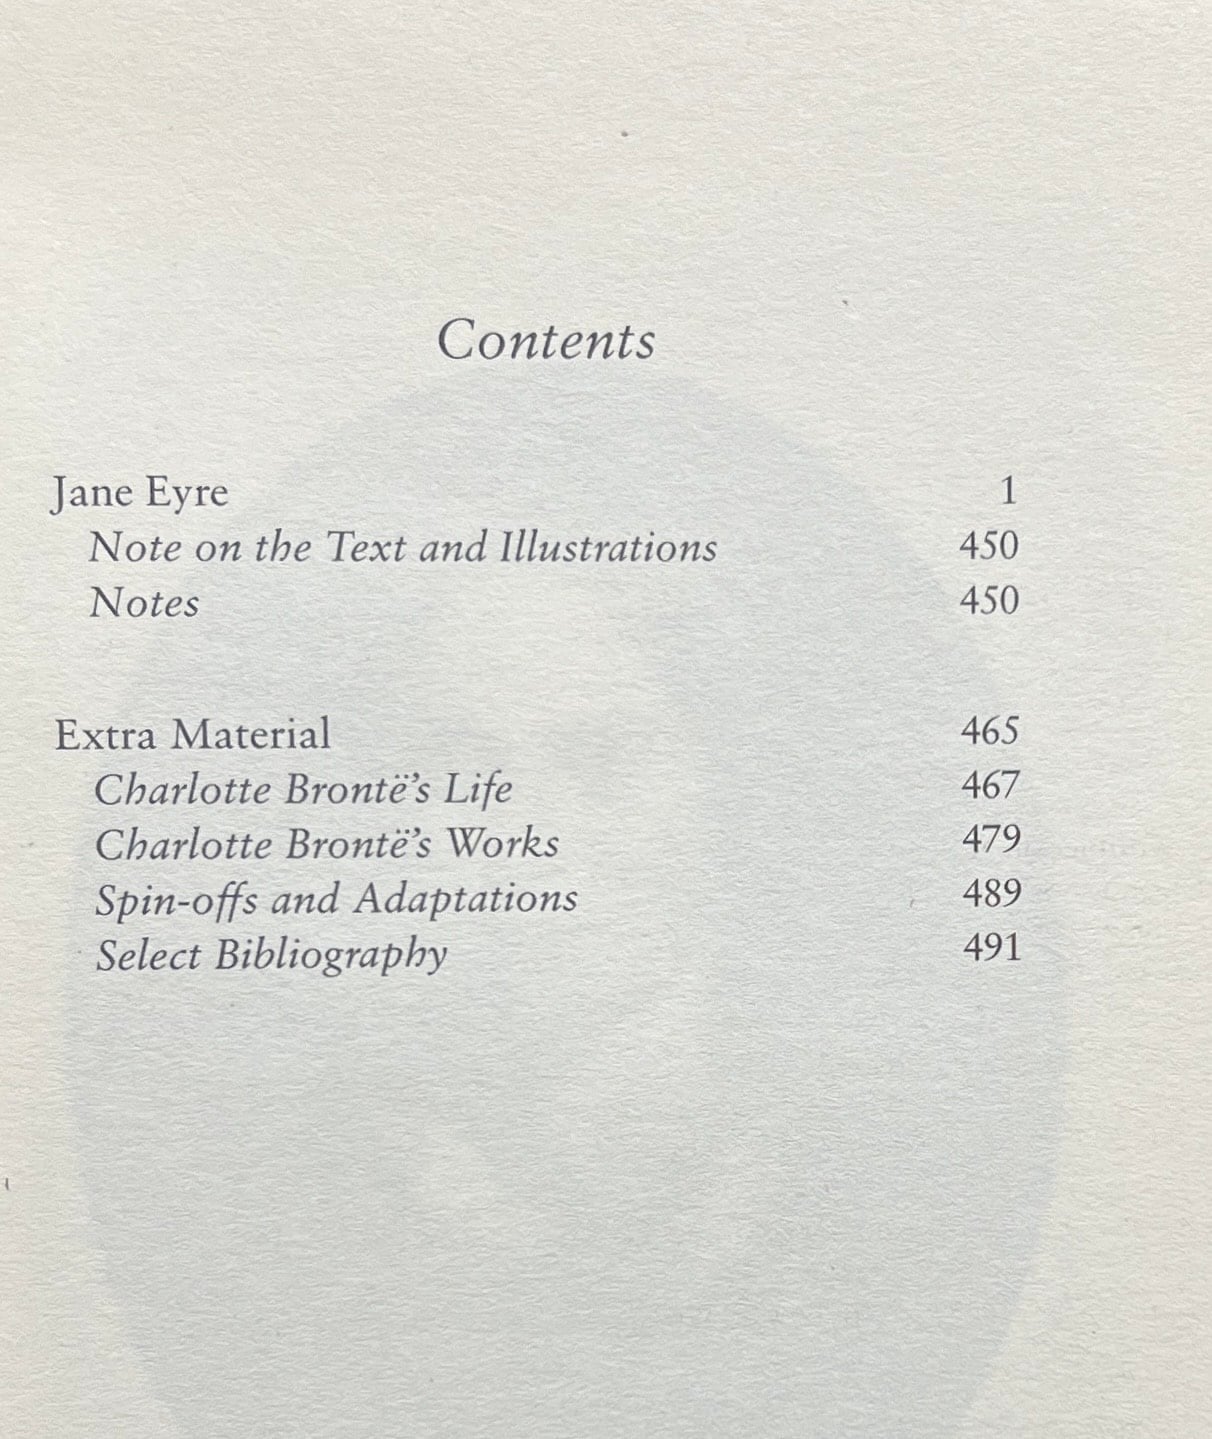 Contents
Jane Eyre 1
Note on the Text and Illustrations 450
Notes 450
Extra Material 465
Charlotte Brontë’s Life 467
Charlotte Brontë’s Works 479
Spin-offs and Adaptations 489
Select Bibliography 491